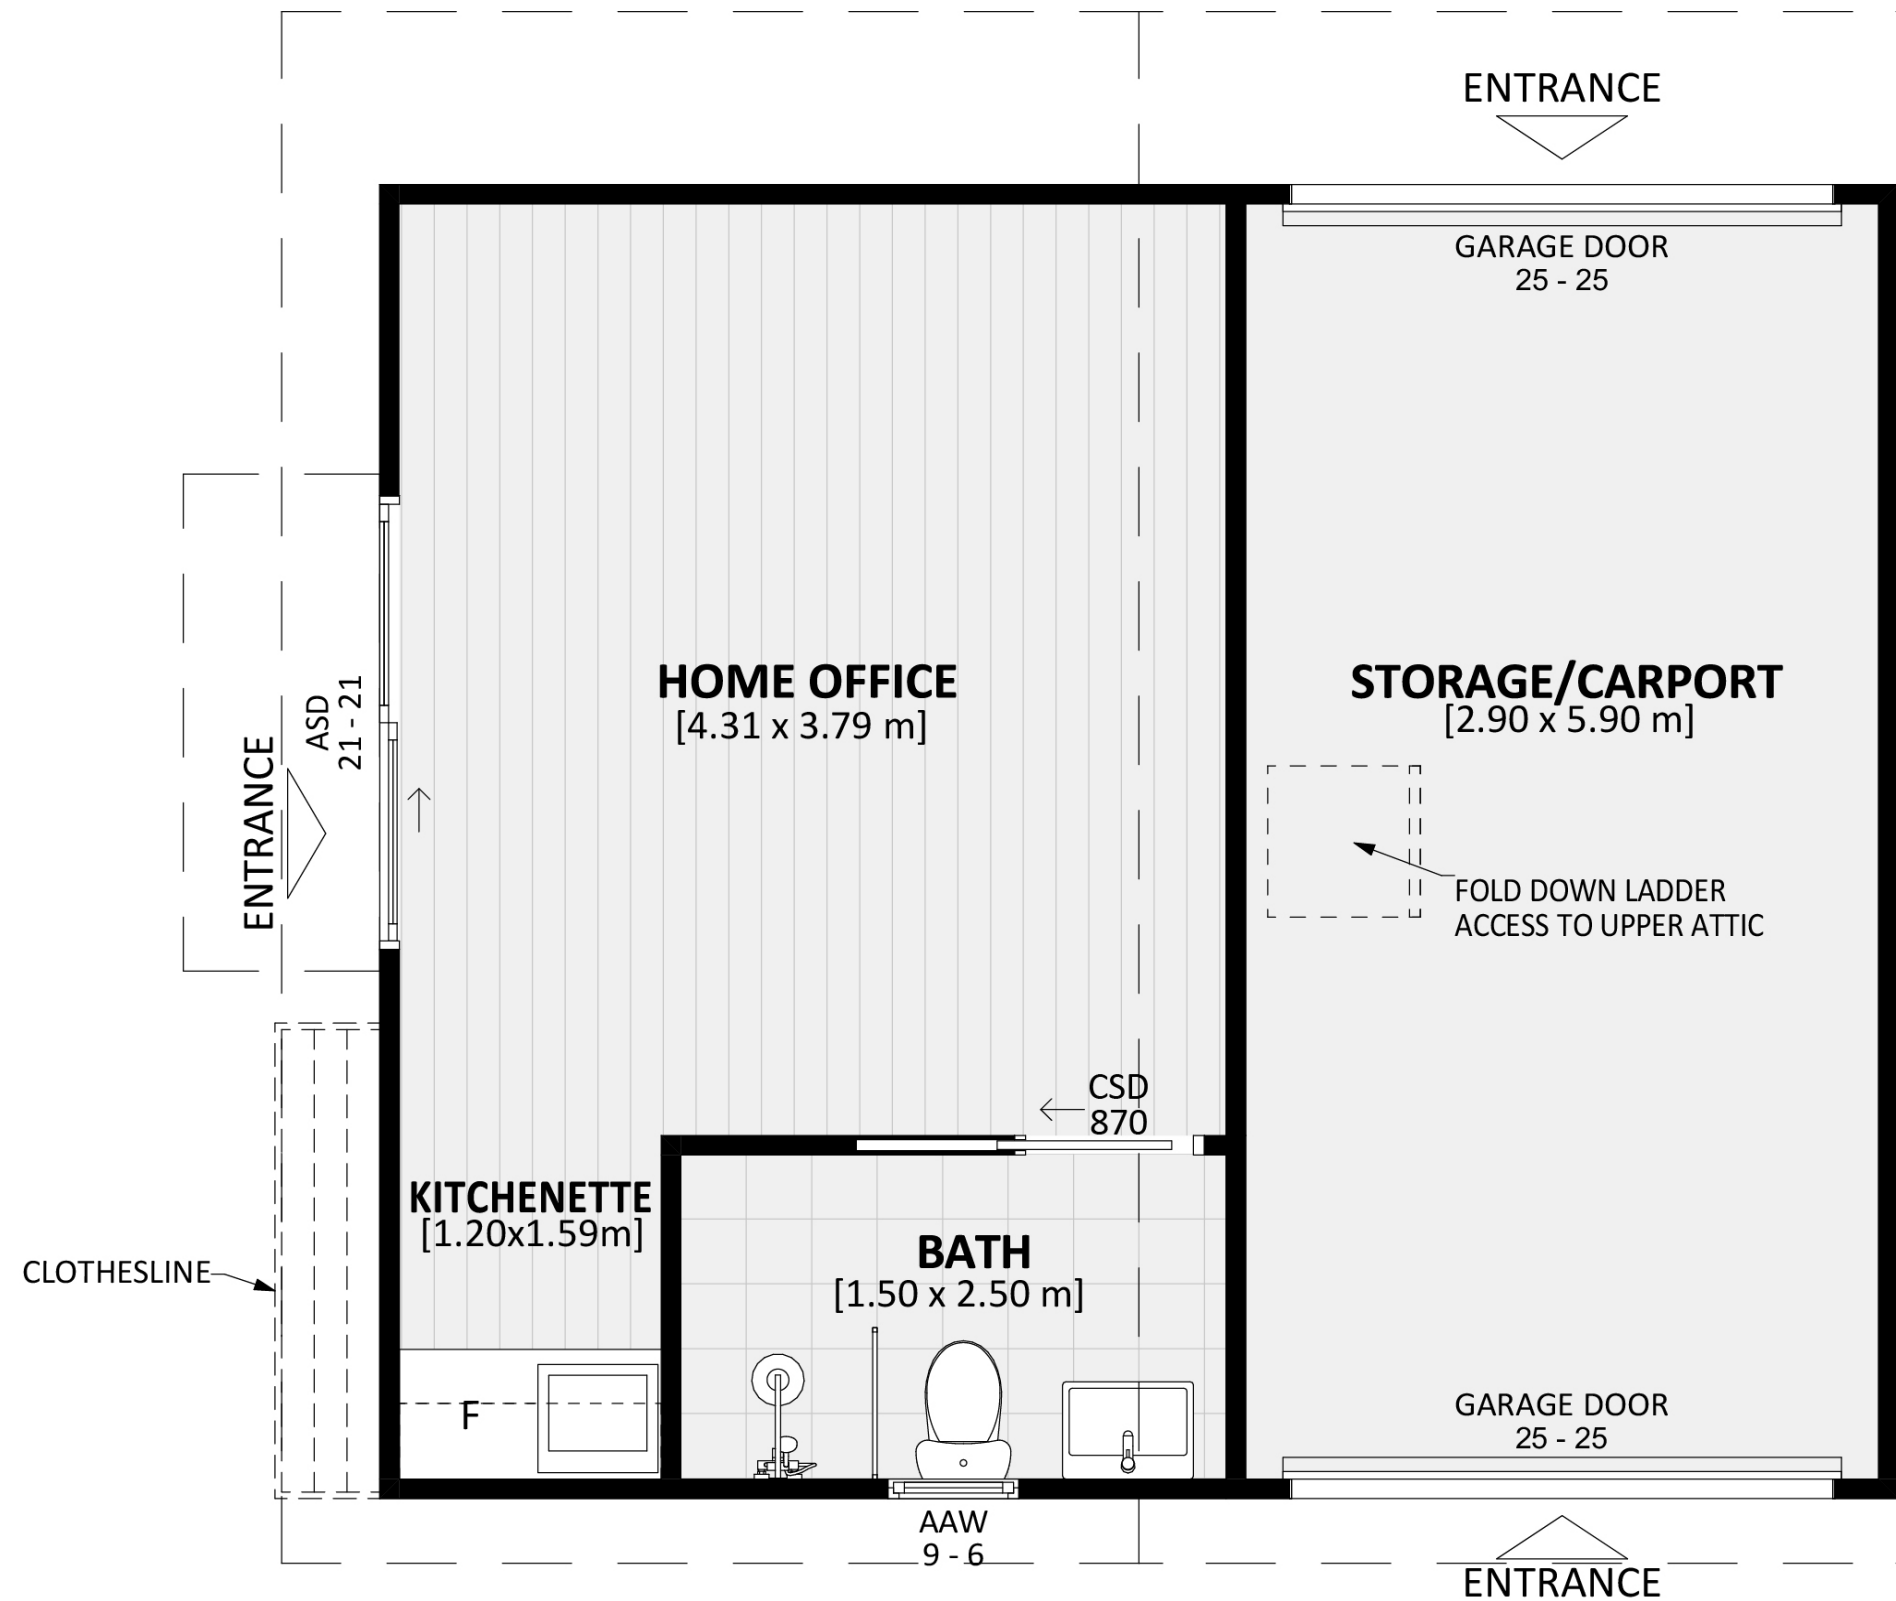 ENTRANCE
GARAGE DOOR
25 - 25
HOME OFFICE
[4.31 x 3.79 m]
STORAGE/CARPORT
[2.90 x 5.90 m]
ASD
21 - 21
ENTRANCE
FOLD DOWN LADDER
ACCESS TO UPPER ATTIC
CSD
870
KITCHENETTE
[1.20x1.59m]
BATH
[1.50 x 2.50 m]
CLOTHESLINE
F
GARAGE DOOR
25 - 25
AAW
9 - 6
ENTRANCE